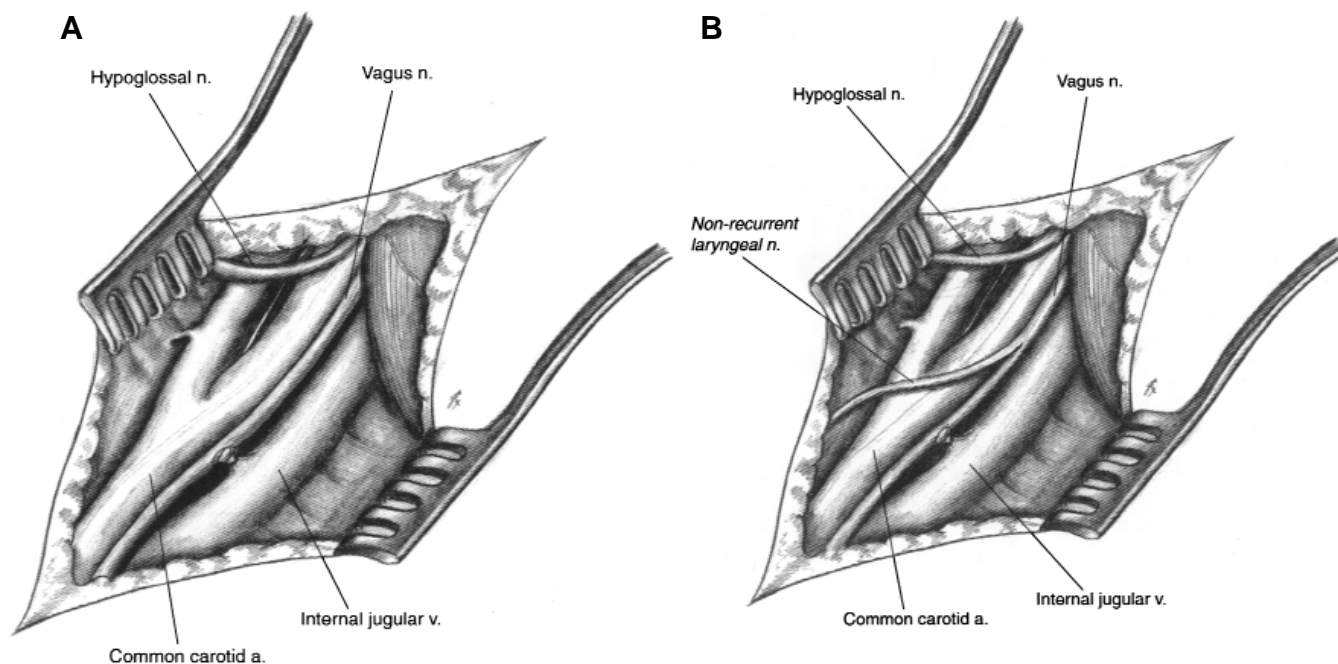 A
Hypoglossal n.
Vagus n.
Internal jugular v.
Common carotid a.
B
Hypoglossal n.
Vagus n.
Non-recurrent
laryngeal n.
Internal jugular v.
Common carotid a.